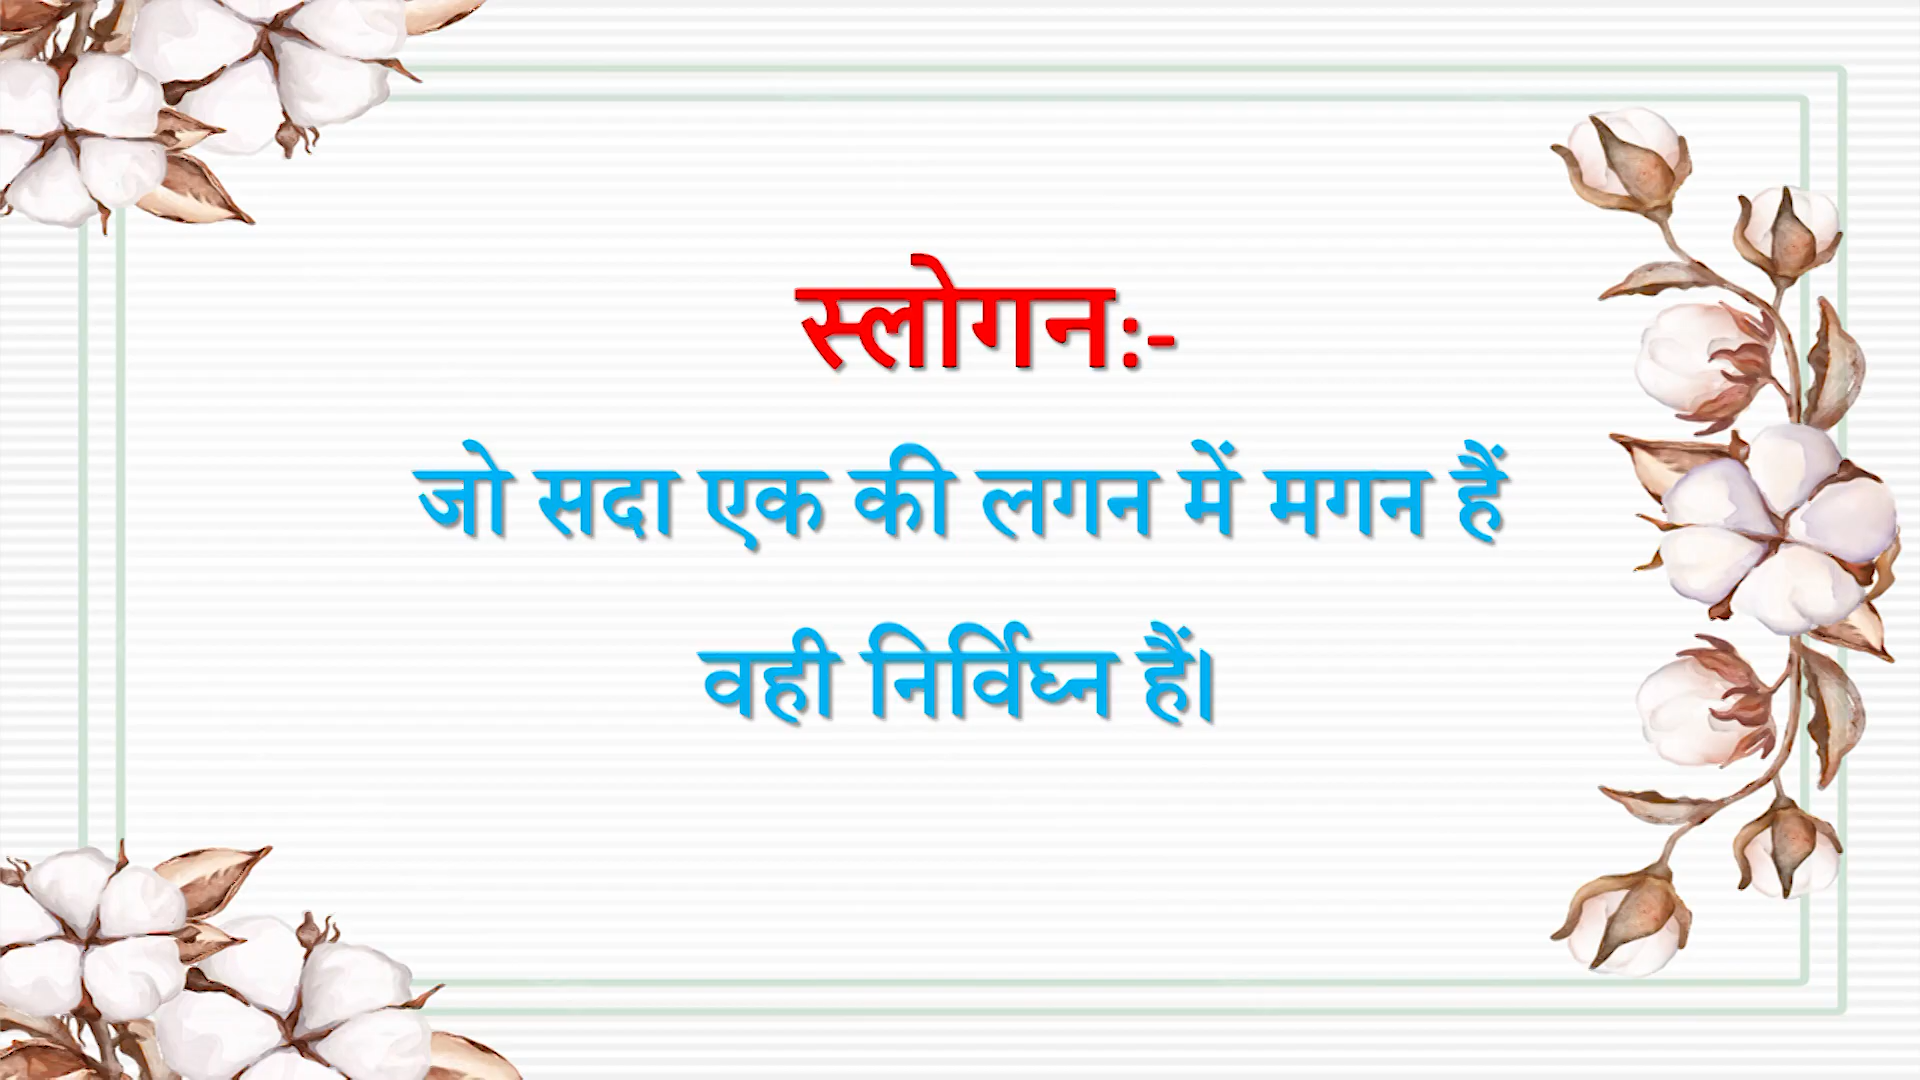 स्लोगन:-
जो सदा एक की लगन में मगन हैं
वही निर्विघ्न हैं।